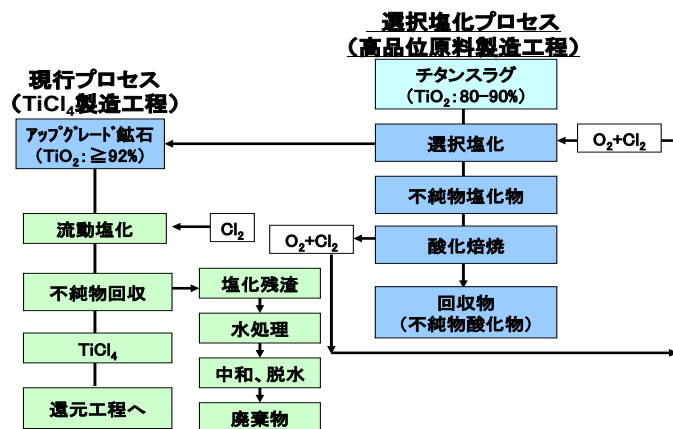 選択塩化プロセス
（高品位原料製造工程）
現行プロセス
（TiCl₄製造工程）
チタンスラグ
(TiO₂：80−90%)
アップグレード鉱石
(TiO₂：≧92%)
選択塩化
O₂+Cl₂
不純物塩化物
流動塩化
Cl₂
O₂+Cl₂
酸化焙焼
不純物回収
塩化残渣
回収物
(不純物酸化物)
水処理
TiCl₄
中和、脱水
還元工程へ
廃棄物